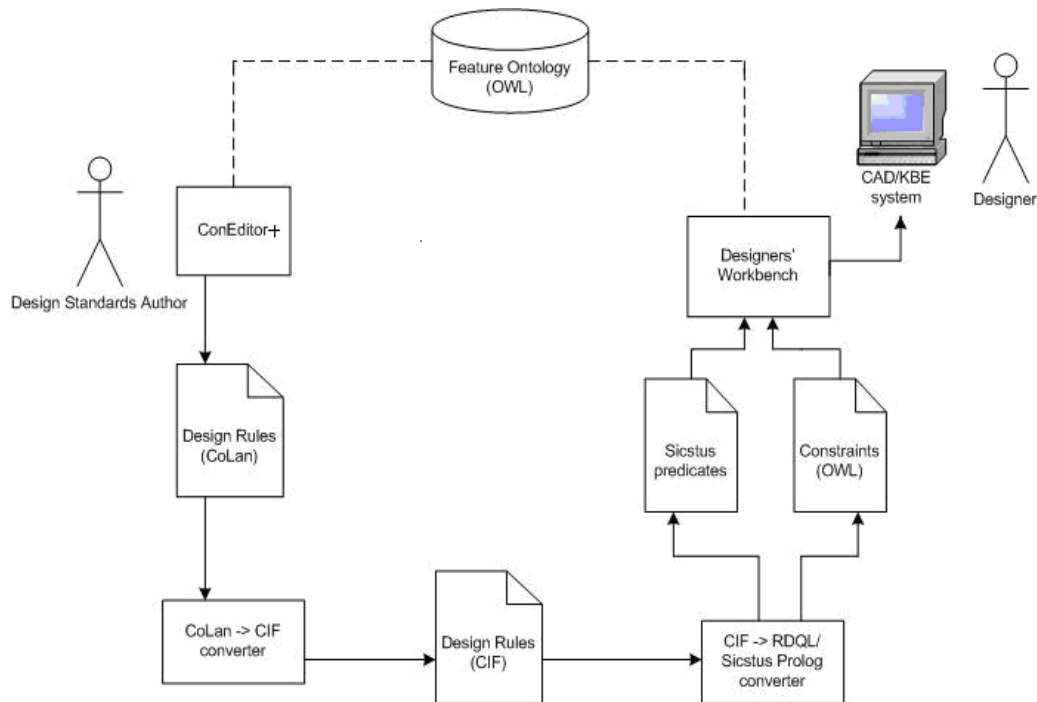 Feature Ontology
(OWL)
CAD/KBE
system
Designer
ConEditor+
Designers'
Workbench
Design Standards Author
Design Rules
(CoLan)
Sicstus
predicates
Constraints
(OWL)
CoLan -> CIF
converter
Design Rules
(CIF)
CIF -> RDQL/
Sicstus Prolog
converter